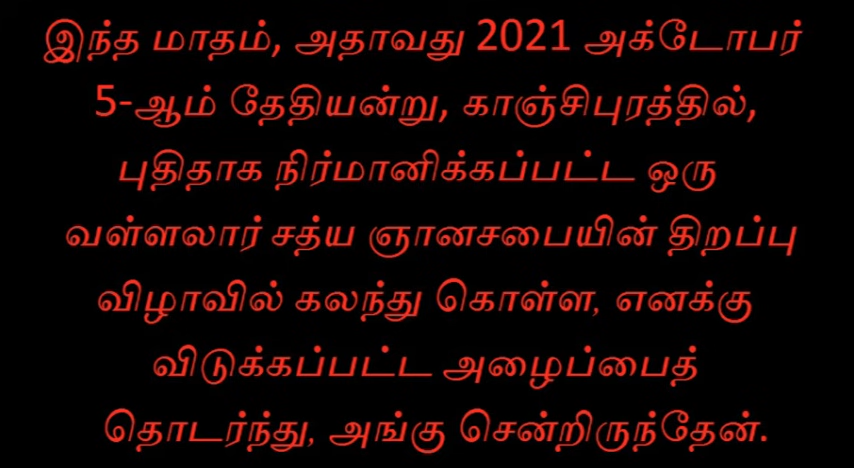 இந்த மாதம், அதாவது 2021 அக்டோபர்
5-ஆம் தேதியன்று, காஞ்சிபுரத்தில்,
புதிதாக நிர்மானிக்கப்பட்ட ஒரு
வள்ளலார் சத்ய ஞானசபையின் திறப்பு
விழாவில் கலந்து கொள்ள, எனக்கு
விடுக்கப்பட்ட அழைப்பைத்
தொடர்ந்து, அங்கு சென்றிருந்தேன்.